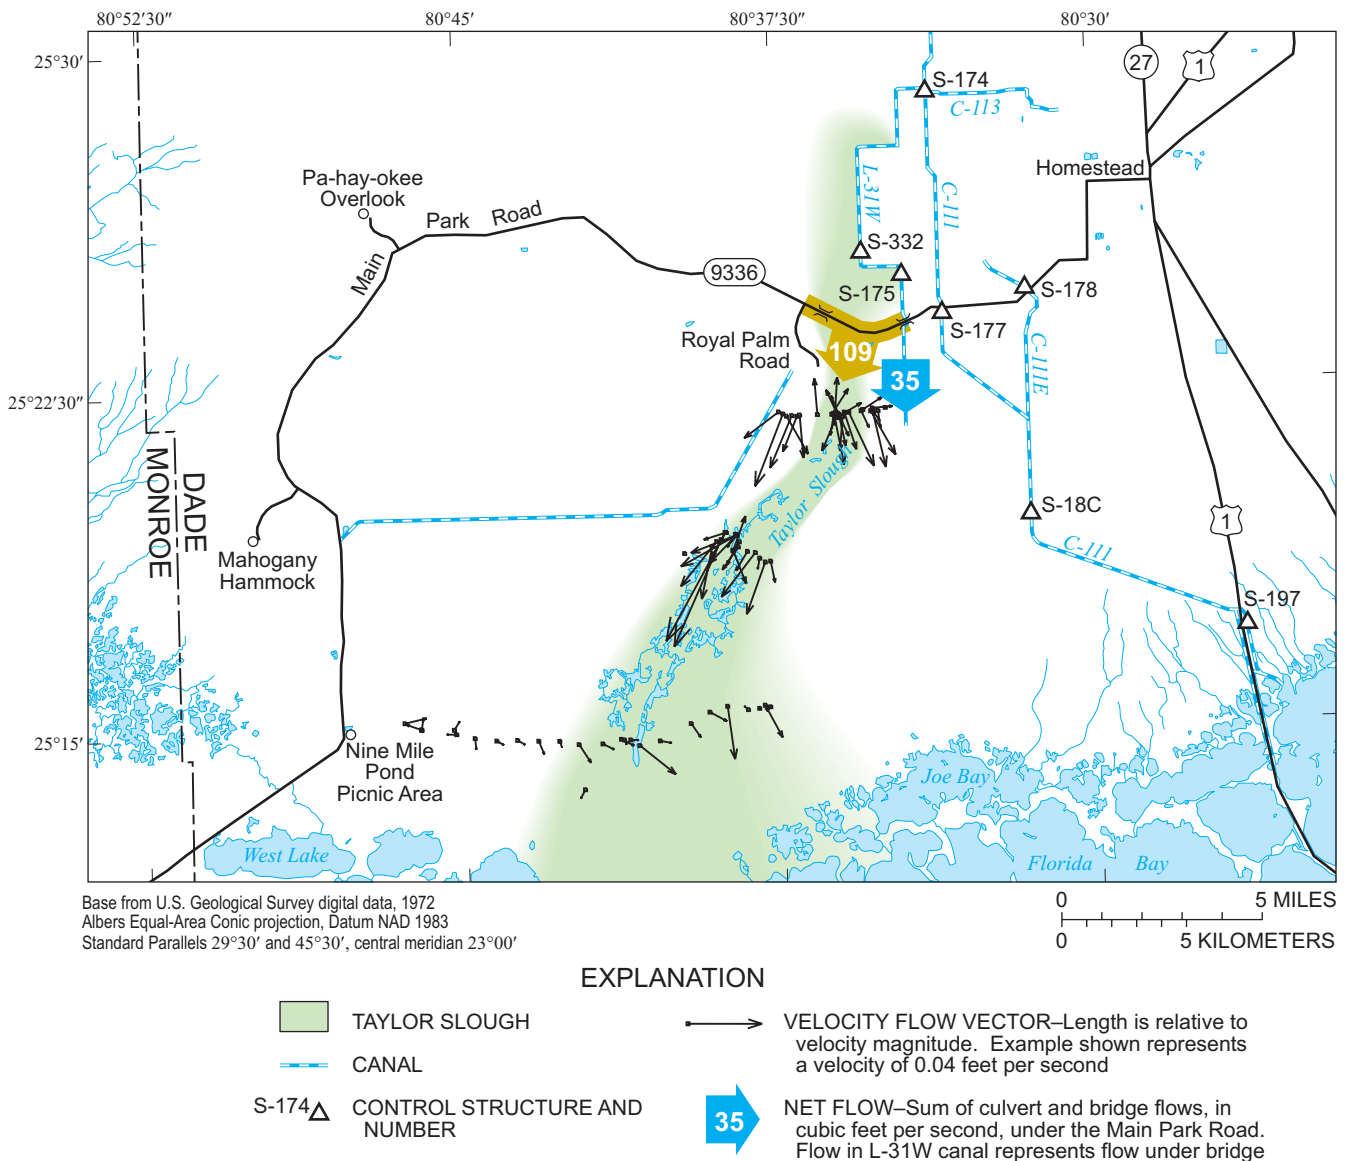 80°52′30″ 80°45′ 80°37′30″ 80°30′
25°30′
27
1
S-174
C-113
Homestead
Pa-hay-okee
Overlook
Park Road
Main
L-31W
C-111
S-332
9336
S-175
S-178
S-177
Royal Palm
Road
109
35
C-111E
25°22′30″
DADE
MONROE
Taylor Slough
S-18C
1
C-111
Mahogany
Hammock
S-197
25°15′
Nine Mile
Pond
Picnic Area
Joe Bay
West Lake
Florida Bay
Base from U.S. Geological Survey digital data, 1972
Albers Equal-Area Conic projection, Datum NAD 1983
Standard Parallels 29°30′ and 45°30′, central meridian 23°00′
0 5 MILES
0 5 KILOMETERS
EXPLANATION
TAYLOR SLOUGH
CANAL
S-174
CONTROL STRUCTURE AND
NUMBER
VELOCITY FLOW VECTOR–Length is relative to
velocity magnitude. Example shown represents
a velocity of 0.04 feet per second
35
NET FLOW–Sum of culvert and bridge flows, in
cubic feet per second, under the Main Park Road.
Flow in L-31W canal represents flow under bridge